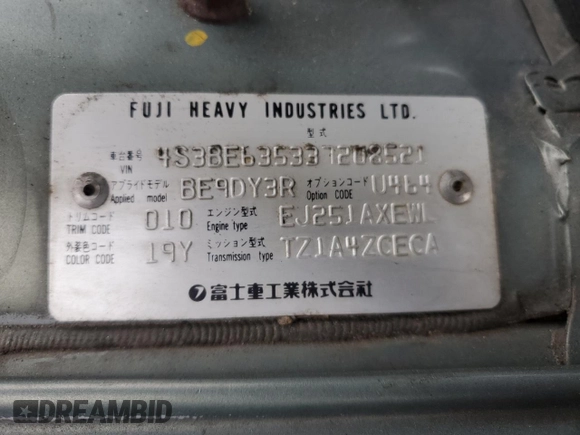 FUJI HEAVY INDUSTRIES LTD.
型式
車台番号 VIN 4S3BE635337208521
アプライドモデル Applied model BE9DY3R オプションコード Option CODE U464
トリムコード TRIM CODE 010 エンジン型式 Engine type EJ25JAXEWL
外装色コード COLOR CODE 19Y ミッション型式 Transmission type TZ1A4ZCECA
富士重工業株式会社
DREAMBID